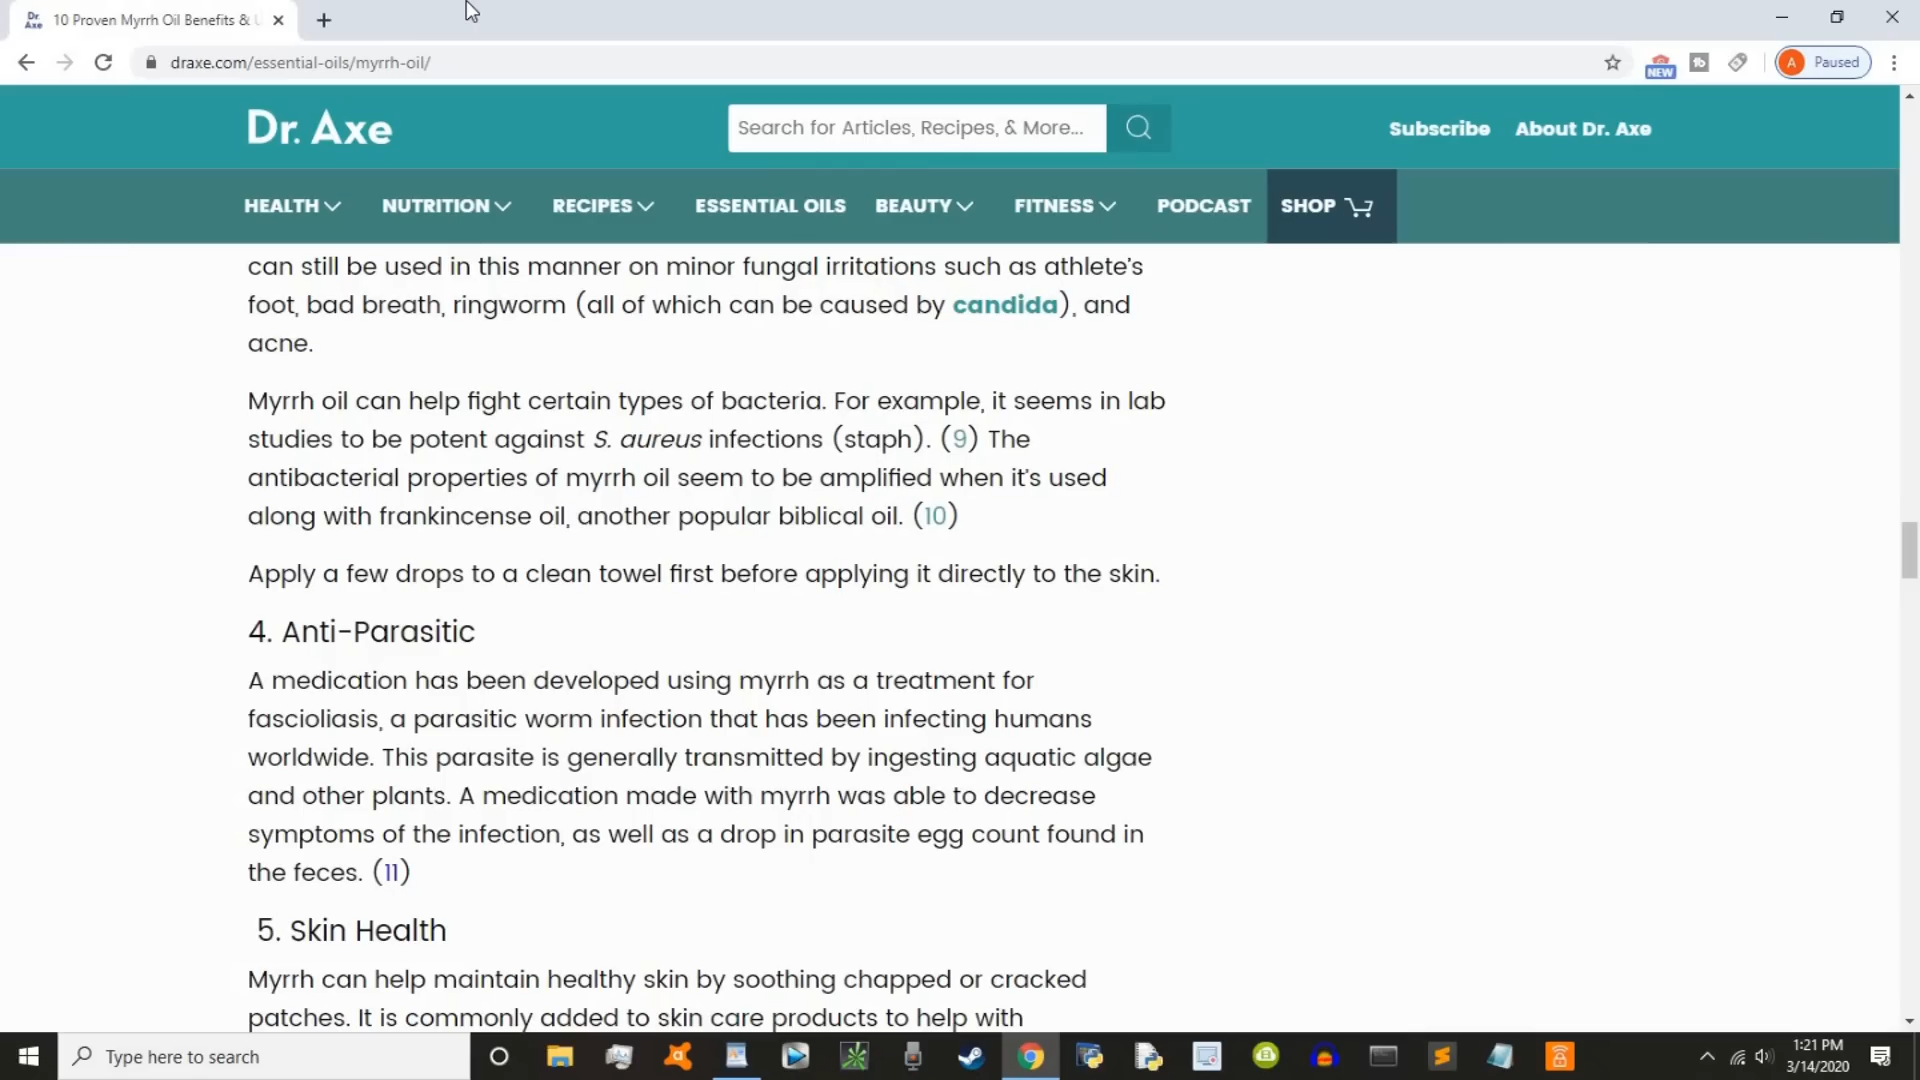 Dr.
Axe
10 Proven Myrrh Oil Benefits & U
draxe.com/essential-oils/myrrh-oil/
NEW
A
Paused
Dr. Axe
Search for Articles, Recipes, & More...
Subscribe
About Dr. Axe
HEALTH
NUTRITION
RECIPES
ESSENTIAL OILS
BEAUTY
FITNESS
PODCAST
SHOP
can still be used in this manner on minor fungal irritations such as athlete's
foot, bad breath, ringworm (all of which can be caused by candida), and
acne.
Myrrh oil can help fight certain types of bacteria. For example, it seems in lab
studies to be potent against S. aureus infections (staph). (9) The
antibacterial properties of myrrh oil seem to be amplified when it's used
along with frankincense oil, another popular biblical oil. (10)
Apply a few drops to a clean towel first before applying it directly to the skin.
4. Anti-Parasitic
A medication has been developed using myrrh as a treatment for
fascioliasis, a parasitic worm infection that has been infecting humans
worldwide. This parasite is generally transmitted by ingesting aquatic algae
and other plants. A medication made with myrrh was able to decrease
symptoms of the infection, as well as a drop in parasite egg count found in
the feces. (11)
5. Skin Health
Myrrh can help maintain healthy skin by soothing chapped or cracked
patches. It is commonly added to skin care products to help with
Type here to search
1:21 PM
3/14/2020